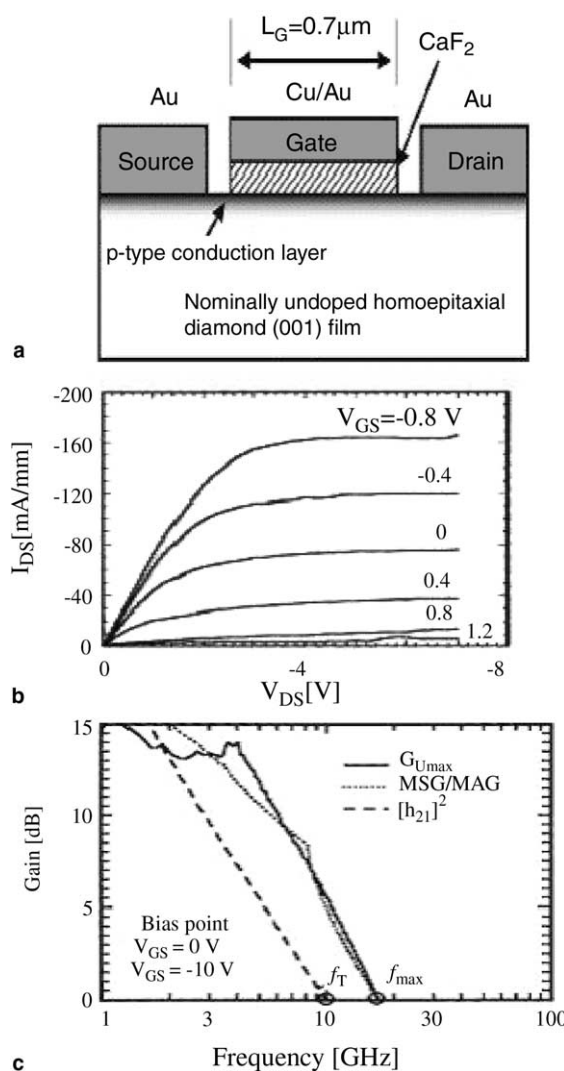 L_G=0.7μm
CaF₂
Au Cu/Au Au
Source Gate Drain
p-type conduction layer
Nominally undoped homoepitaxial
diamond (001) film
a
-200
-160
-120
-80
-40
0
I_DS[mA/mm]
V_GS=-0.8 V
-0.4
0
0.4
0.8
1.2
0 -4 -8
V_DS[V]
b
15
10
5
0
Gain [dB]
G_Umax
MSG/MAG
[h₂₁]²
Bias point
V_GS = 0 V
V_GS = -10 V
f_T f_max
1 3 10 30 100
Frequency [GHz]
c